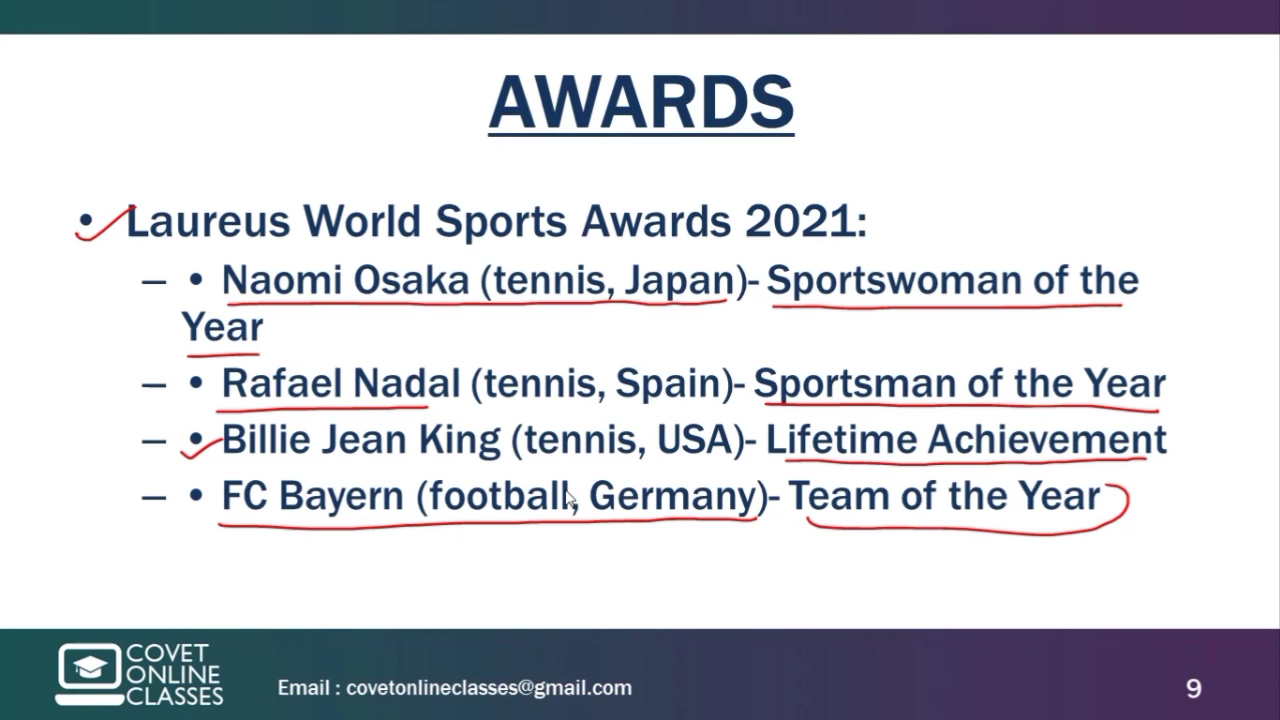 AWARDS
• Laureus World Sports Awards 2021:
– • Naomi Osaka (tennis, Japan)- Sportswoman of the
Year
– • Rafael Nadal (tennis, Spain)- Sportsman of the Year
– • Billie Jean King (tennis, USA)- Lifetime Achievement
– • FC Bayern (football, Germany)- Team of the Year
COVET
ONLINE
CLASSES
Email : covetonlineclasses@gmail.com
9